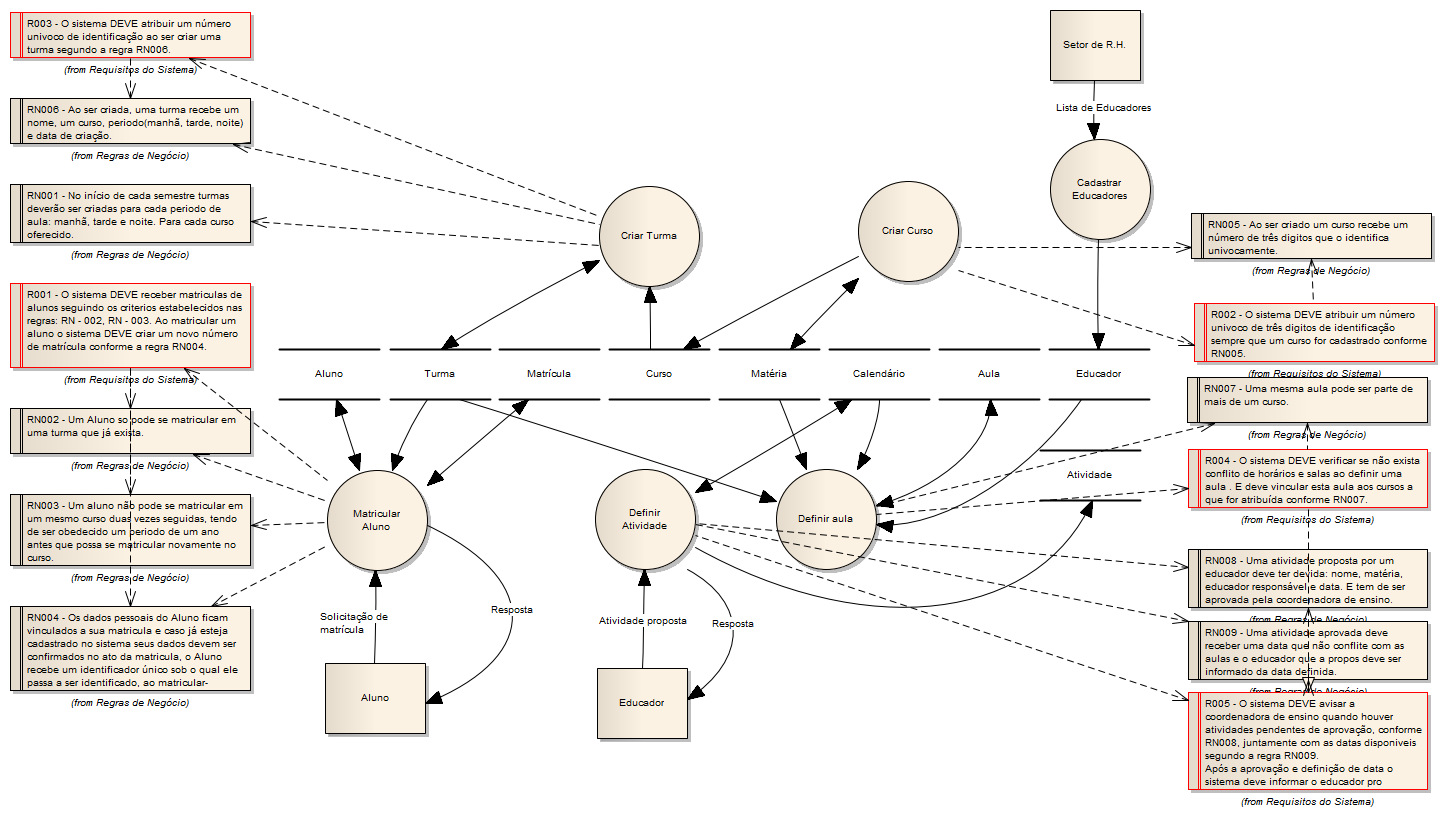 R003 - O sistema DEVE atribuir um número
univoco de identificação ao ser criar uma
turma segundo a regra RN006.
(from Requisitos do Sistema)
RN006 - Ao ser criada, uma turma recebe um
nome, um curso, periodo(manhã, tarde, noite)
e data de criação.
(from Regras de Negócio)
RN001 - No início de cada semestre turmas
deverão ser criadas para cada periodo de
aula: manhã, tarde e noite. Para cada curso
oferecido.
(from Regras de Negócio)
R001 - O sistema DEVE receber matriculas de
alunos seguindo os criterios estabelecidos nas
regras: RN - 002, RN - 003. Ao matricular um
aluno o sistema DEVE criar um novo número
de matrícula conforme a regra RN004.
(from Requisitos do Sistema)
RN002 - Um Aluno so pode se matricular em
uma turma que já exista.
(from Regras de Negócio)
RN003 - Um aluno não pode se matricular em
um mesmo curso duas vezes seguidas, tendo
de ser obedecido um periodo de um ano
antes que possa se matricular novamente no
curso.
(from Regras de Negócio)
RN004 - Os dados pessoais do Aluno ficam
vinculados a sua matricula e caso já esteja
cadastrado no sistema seus dados devem ser
confirmados no ato da matricula, o Aluno
recebe um identificador único sob o qual ele
passa a ser identificado, ao matricular-
(from Regras de Negócio)
Setor de R.H.
Lista de Educadores
Cadastrar
Educadores
Criar Turma
Criar Curso
Aluno
Turma
Matrícula
Curso
Matéria
Calendário
Aula
Educador
Atividade
Matricular
Aluno
Definir
Atividade
Definir aula
Solicitação de
matrícula
Resposta
Atividade proposta
Resposta
Aluno
Educador
RN005 - Ao ser criado um curso recebe um
número de três digitos que o identifica
univocamente.
(from Regras de Negócio)
R002 - O sistema DEVE atribuir um número
univoco de três digitos de identificação
sempre que um curso for cadastrado conforme
RN005.
(from Requisitos do Sistema)
RN007 - Uma mesma aula pode ser parte de
mais de um curso.
(from Regras de Negócio)
R004 - O sistema DEVE verificar se não exista
conflito de horários e salas ao definir uma
aula . E deve vincular esta aula aos cursos a
que for atribuída conforme RN007.
(from Requisitos do Sistema)
RN008 - Uma atividade proposta por um
educador deve ter devida: nome, matéria,
educador responsável e data. E tem de ser
aprovada pela coordenadora de ensino.
(from Regras de Negócio)
RN009 - Uma atividade aprovada deve
receber uma data que não conflite com as
aulas e o educador que a propos deve ser
informado da data definida.
(from Regras de Negócio)
R005 - O sistema DEVE avisar a
coordenadora de ensino quando houver
atividades pendentes de aprovação, conforme
RN008, juntamente com as datas disponiveis
segundo a regra RN009.
Após a aprovação e definição de data o
sistema deve informar o educador pro
(from Requisitos do Sistema)